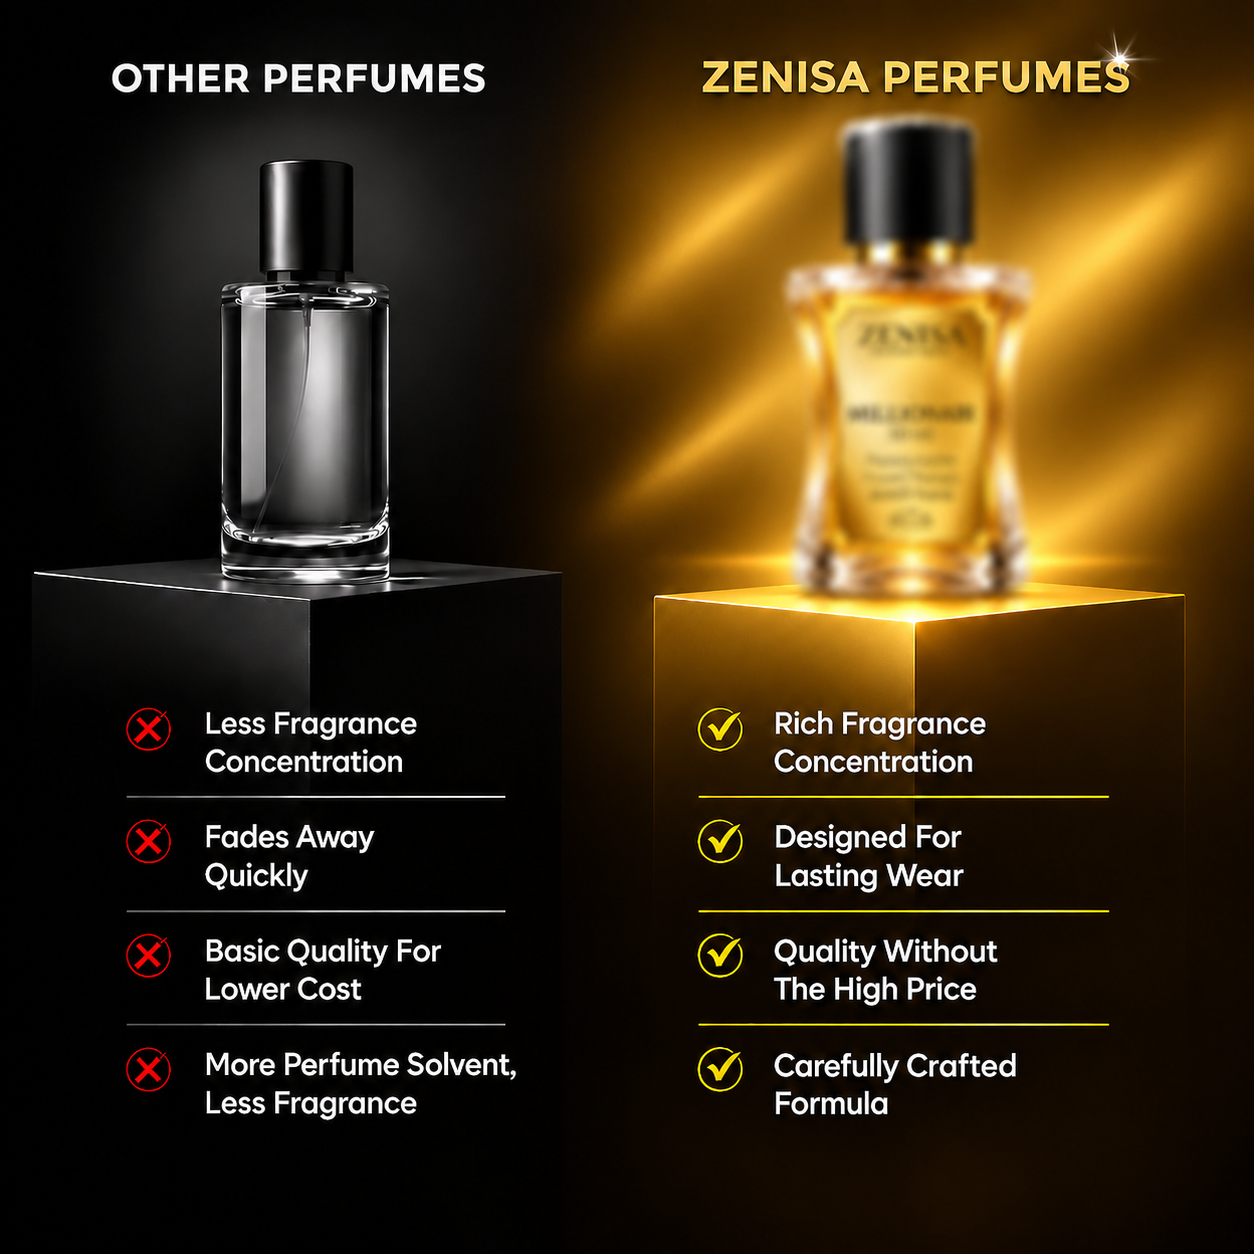 OTHER PERFUMES
ZENISA PERFUMES
ZENISA
Less Fragrance
Concentration
Fades Away
Quickly
Basic Quality For
Lower Cost
More Perfume Solvent,
Less Fragrance
Rich Fragrance
Concentration
Designed For
Lasting Wear
Quality Without
The High Price
Carefully Crafted
Formula